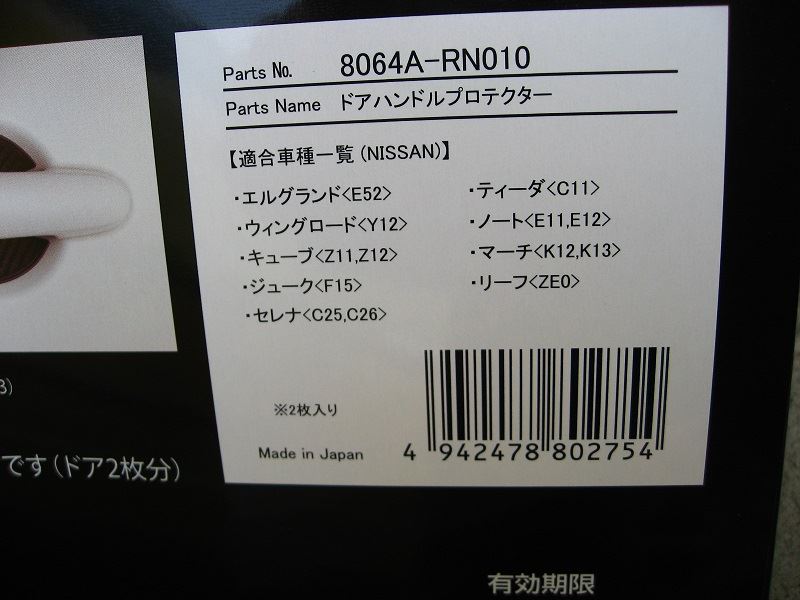 Parts No. 8064A-RN010
Parts Name ドアハンドルプロテクター
【適合車種一覧(NISSAN)】
・エルグランド<E52>
・ウィングロード<Y12>
・キューブ<Z11,Z12>
・ジューク<F15>
・セレナ<C25,C26>
・ティーダ<C11>
・ノート<E11,E12>
・マーチ<K12,K13>
・リーフ<ZE0>
※2枚入り
Made in Japan
4 942478 802754
3)
です(ドア2枚分)
有効期限